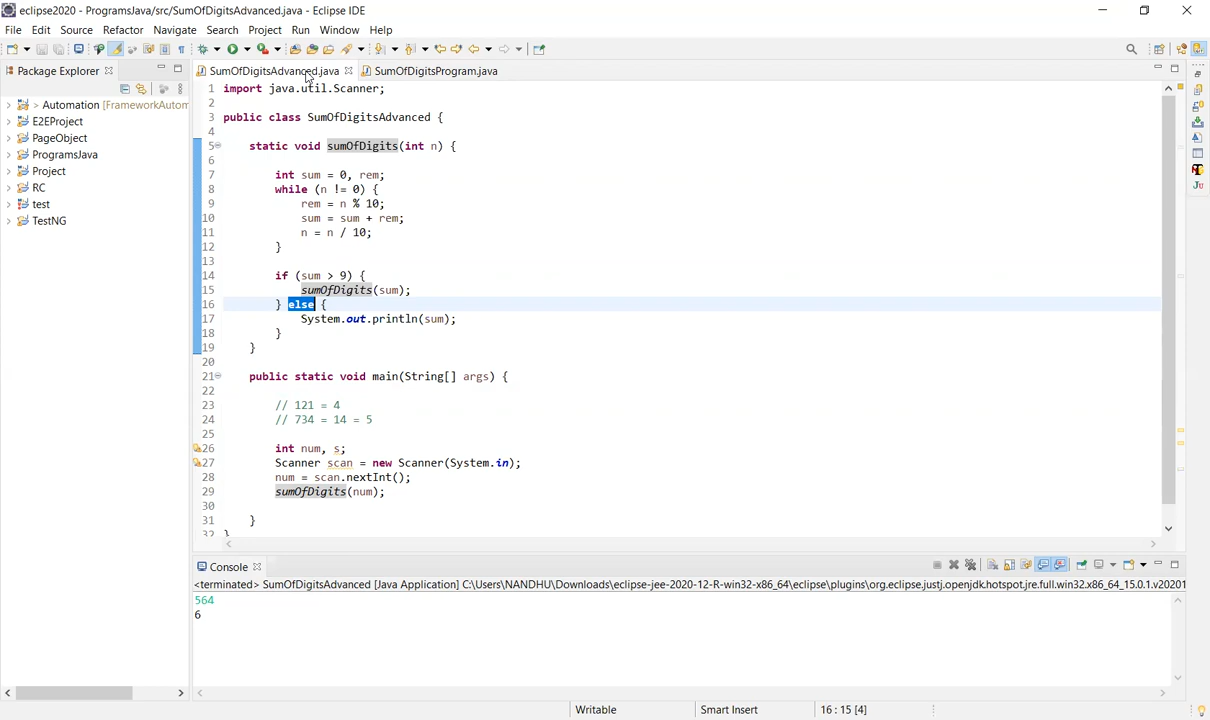 eclipse2020 - ProgramsJava/src/SumOfDigitsAdvanced.java - Eclipse IDE
File Edit Source Refactor Navigate Search Project Run Window Help
Package Explorer
SumOfDigitsAdvanced.java
SumOfDigitsProgram.java
> Automation [FrameworkAutom
E2EProject
PageObject
ProgramsJava
Project
RC
test
TestNG
1 import java.util.Scanner;
2
3 public class SumOfDigitsAdvanced {
4
5 static void sumOfDigits(int n) {
6
7 int sum = 0, rem;
8 while (n != 0) {
9 rem = n % 10;
10 sum = sum + rem;
11 n = n / 10;
12 }
13
14 if (sum > 9) {
15 sumOfDigits(sum);
16 } else {
17 System.out.println(sum);
18 }
19 }
20
21 public static void main(String[] args) {
22
23 // 121 = 4
24 // 734 = 14 = 5
25
26 int num, s;
27 Scanner scan = new Scanner(System.in);
28 num = scan.nextInt();
29 sumOfDigits(num);
30
31 }
32 }
Console
<terminated> SumOfDigitsAdvanced [Java Application] C:\Users\NANDHU\Downloads\eclipse-jee-2020-12-R-win32-x86_64\eclipse\plugins\org.eclipse.justj.openjdk.hotspot.jre.full.win32.x86_64_15.0.1.v20201
564
6
Writable Smart Insert 16 : 15 [4]